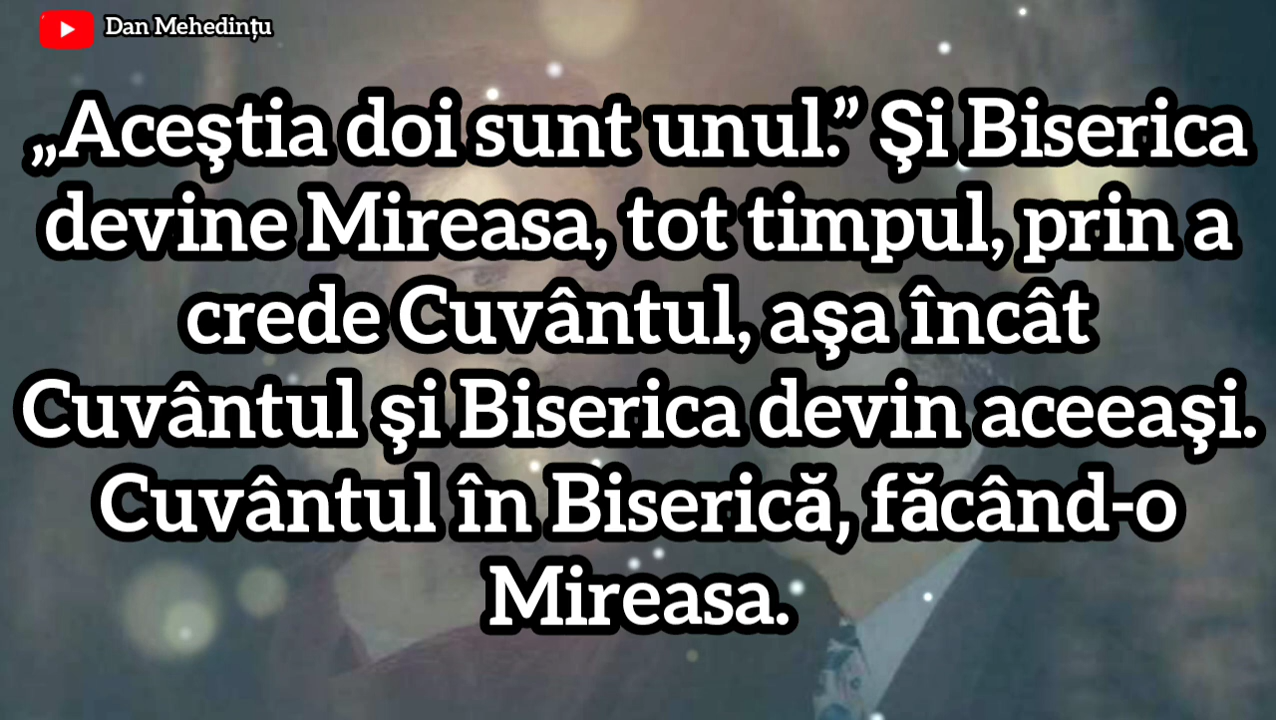 Dan Mehedințu
„Aceştia doi sunt unul.” Şi Biserica
devine Mireasa, tot timpul, prin a
crede Cuvântul, aşa încât
Cuvântul şi Biserica devin aceeaşi.
Cuvântul în Biserică, făcând-o
Mireasa.